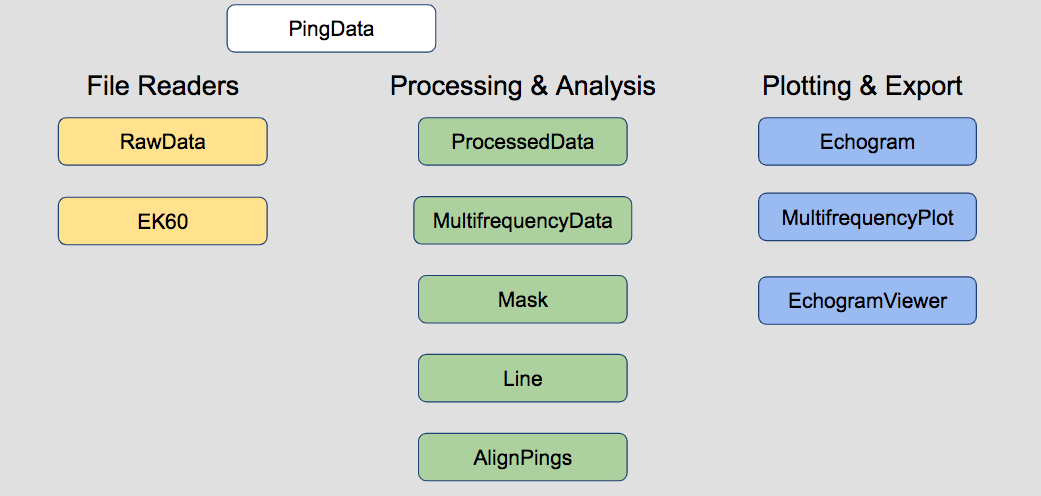 PingData
File Readers
RawData
EK60
Processing & Analysis
ProcessedData
MultifrequencyData
Mask
Line
AlignPings
Plotting & Export
Echogram
MultifrequencyPlot
EchogramViewer